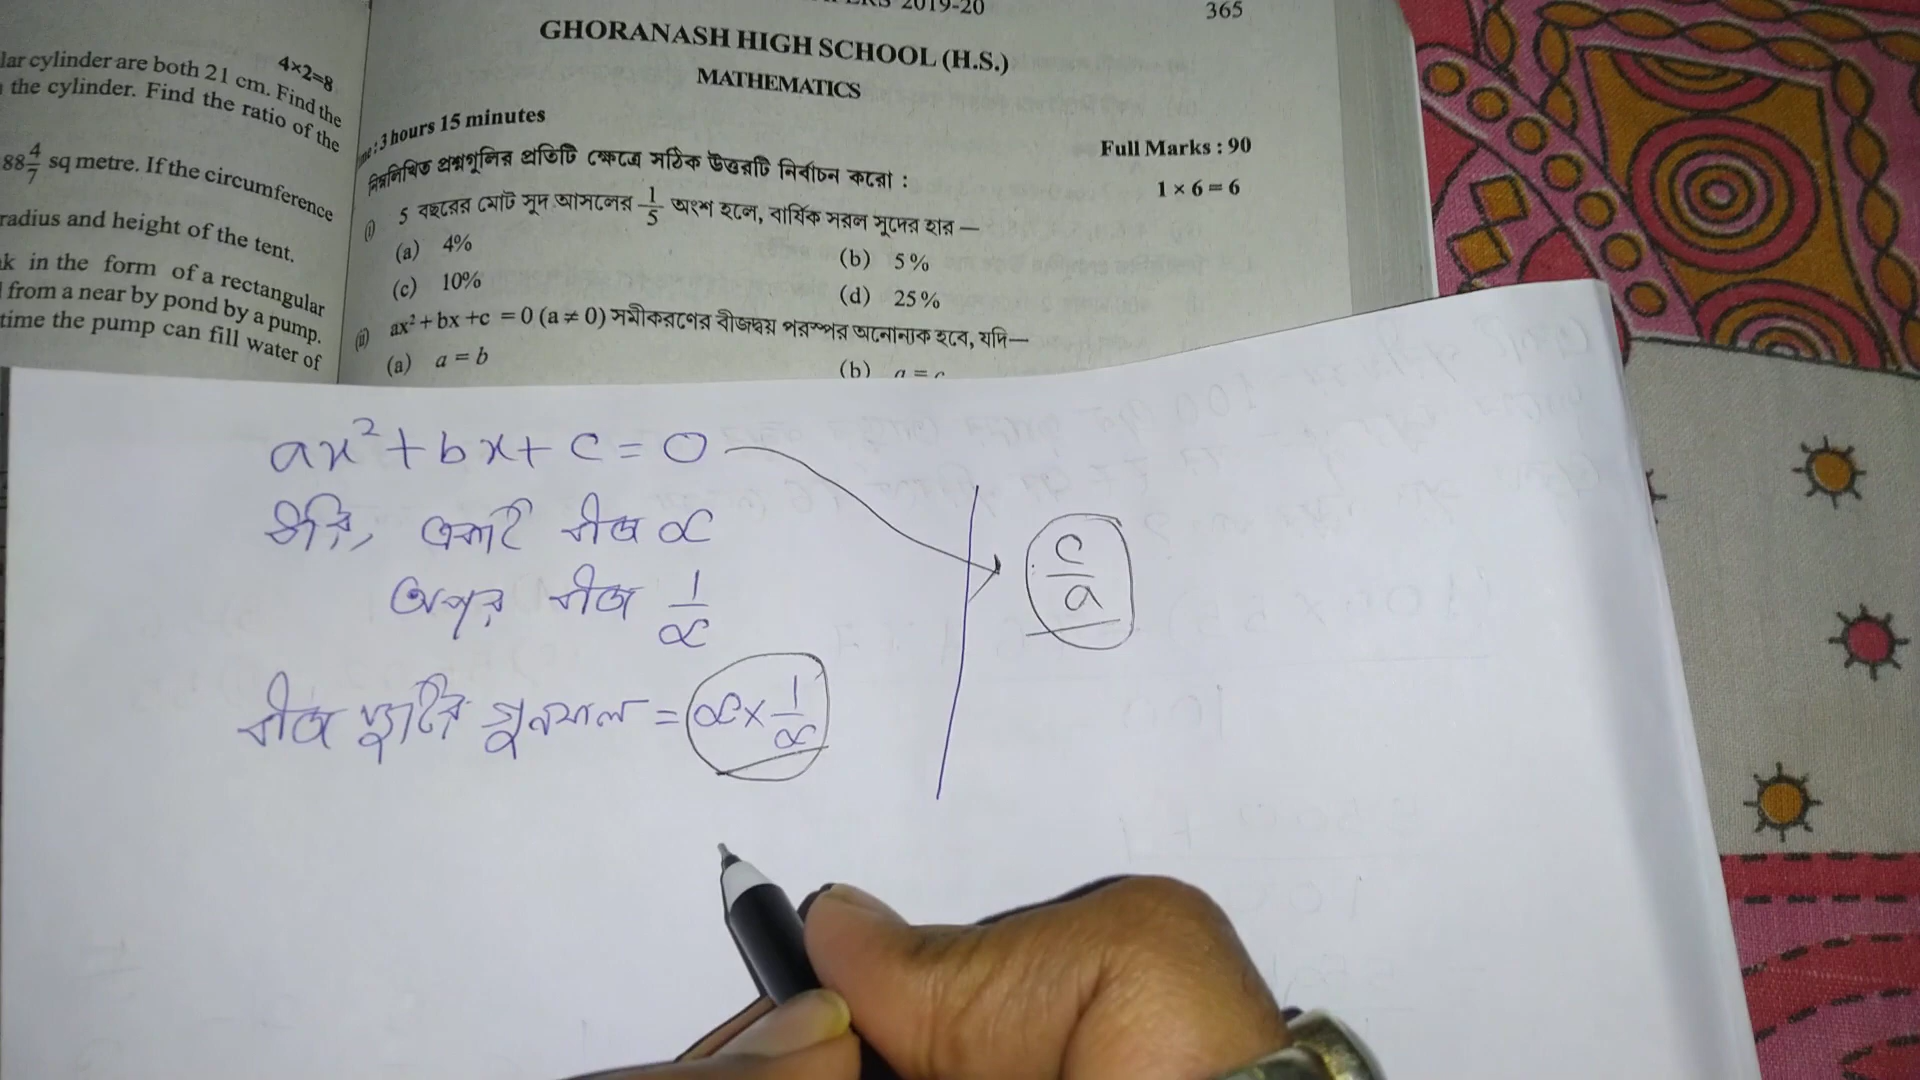 2019-20
365
GHORANASH HIGH SCHOOL (H.S.)
MATHEMATICS
3 hours 15 minutes
Full Marks : 90
নিম্নলিখিত প্রশ্নগুলির প্রতিটি ক্ষেত্রে সঠিক উত্তরটি নির্বাচন করো :
1 × 6 = 6
(i) 5 বছরের মোট সুদ আসলের 1/5 অংশ হলে, বার্ষিক সরল সুদের হার —
(a) 4%
(b) 5%
(c) 10%
(d) 25%
(ii) ax² + bx + c = 0 (a ≠ 0) সমীকরণের বীজদ্বয় পরস্পর অনোন্যক হবে, যদি—
(a) a = b
(b) a = c
4×2=8
lar cylinder are both 21 cm. Find the
the cylinder. Find the ratio of the
88 4/7 sq metre. If the circumference
radius and height of the tent.
k in the form of a rectangular
from a near by pond by a pump.
time the pump can fill water of
ax² + bx + c = 0
ধরি, একটি বীজ ∝
অপর বীজ 1/∝
বীজ দুটির গুনফল = ∝ × 1/∝
c/a